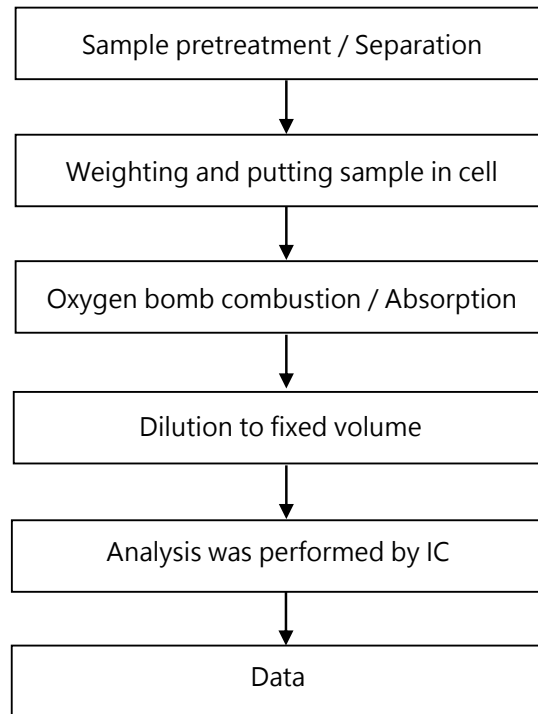 Sample pretreatment / Separation
Weighting and putting sample in cell
Oxygen bomb combustion / Absorption
Dilution to fixed volume
Analysis was performed by IC
Data